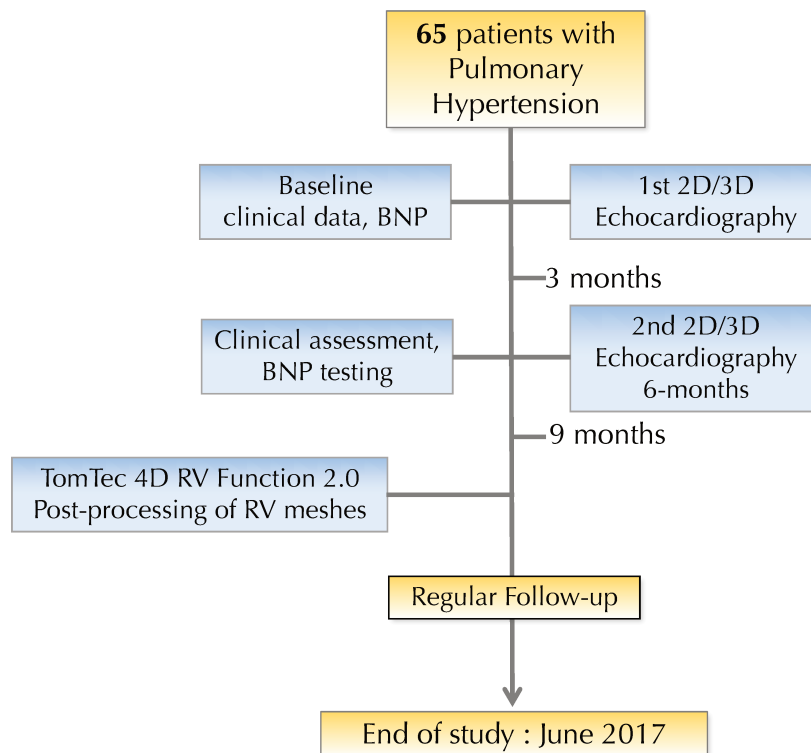 65 patients with
Pulmonary
Hypertension
Baseline
clinical data, BNP
1st 2D/3D
Echocardiography
3 months
Clinical assessment,
BNP testing
2nd 2D/3D
Echocardiography
6-months
9 months
TomTec 4D RV Function 2.0
Post-processing of RV meshes
Regular Follow-up
End of study : June 2017